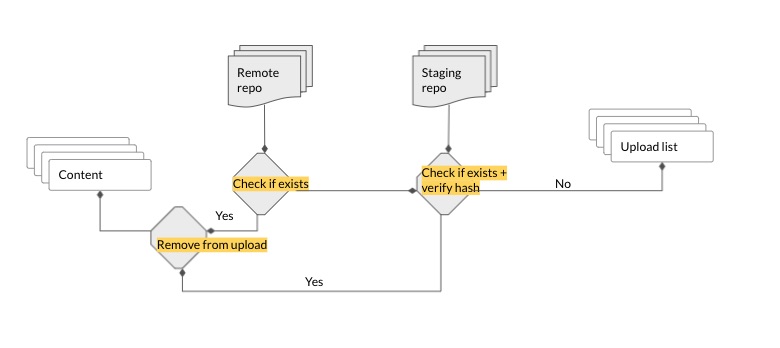 Remote
repo
Staging
repo
Upload list
Content
Check if exists
Check if exists +
verify hash
No
Yes
Remove from upload
Yes